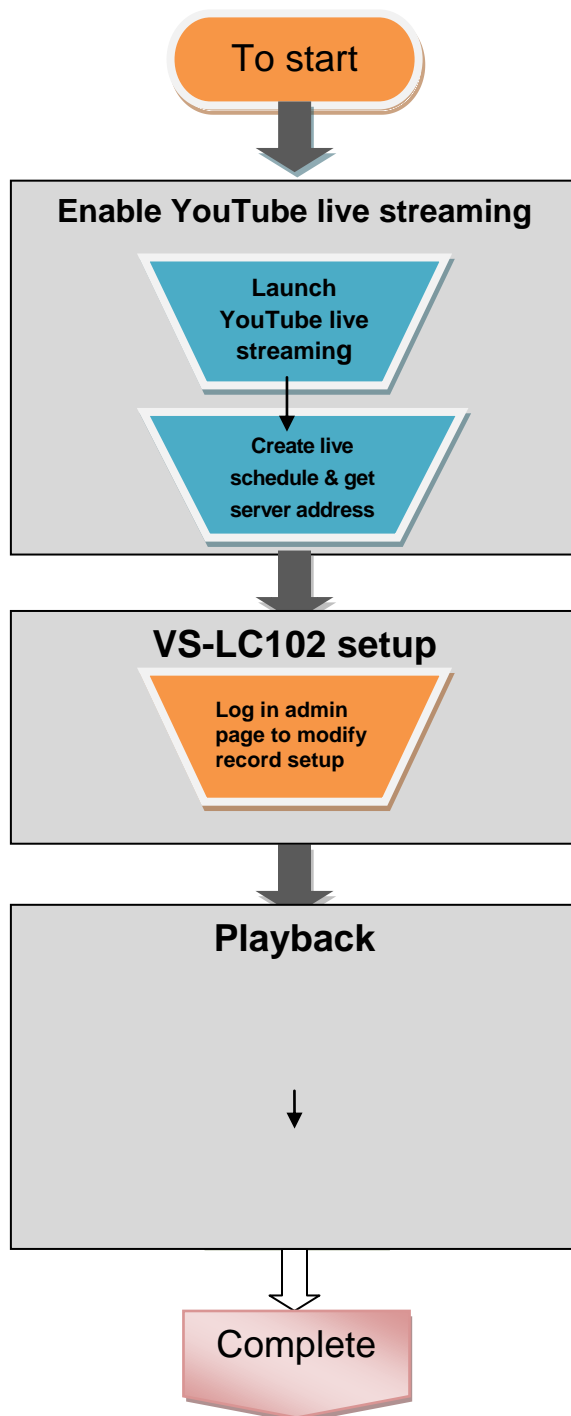 To start
Enable YouTube live streaming
Launch
YouTube live
streaming
Create live
schedule & get
server address
VS-LC102 setup
Log in admin
page to modify
record setup
Playback
Complete